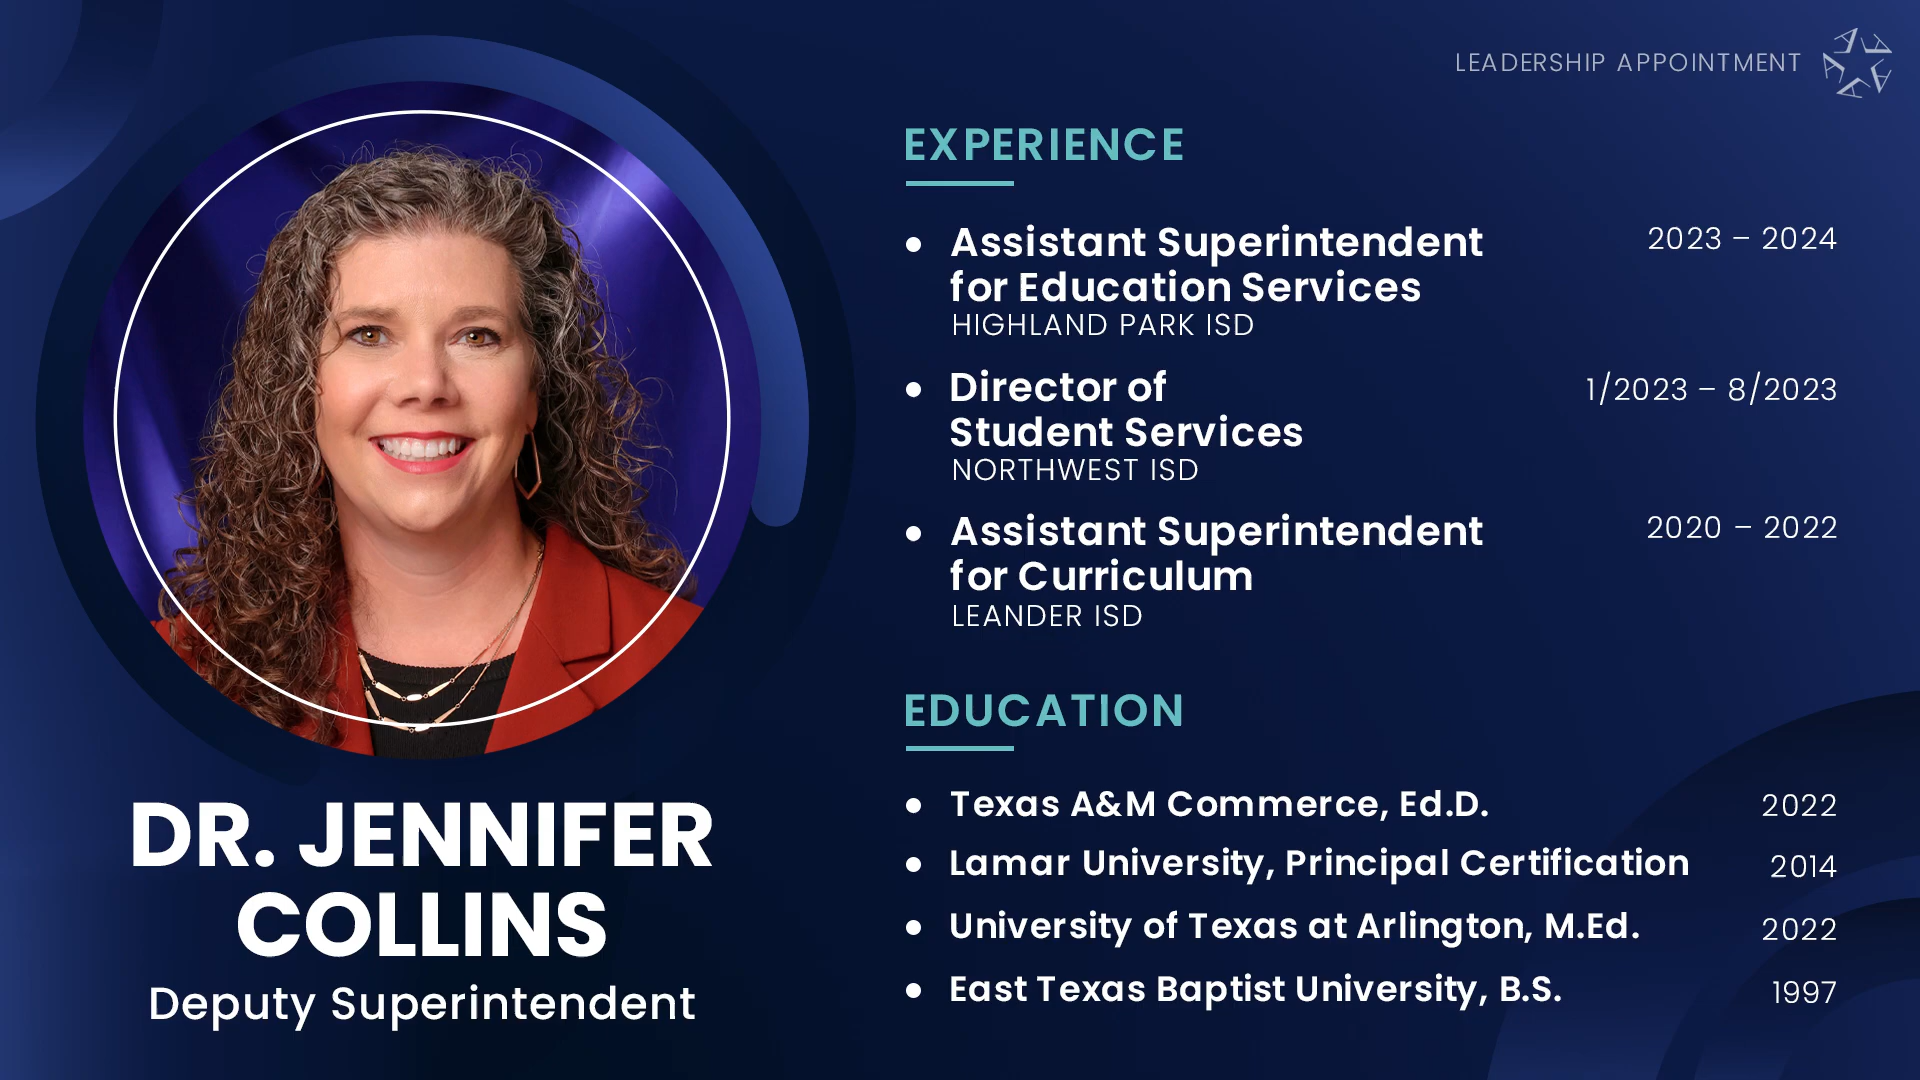 LEADERSHIP APPOINTMENT
EXPERIENCE
• Assistant Superintendent 2023 – 2024
for Education Services
HIGHLAND PARK ISD
• Director of 1/2023 – 8/2023
Student Services
NORTHWEST ISD
• Assistant Superintendent 2020 – 2022
for Curriculum
LEANDER ISD
EDUCATION
• Texas A&M Commerce, Ed.D. 2022
• Lamar University, Principal Certification 2014
• University of Texas at Arlington, M.Ed. 2022
• East Texas Baptist University, B.S. 1997
DR. JENNIFER
COLLINS
Deputy Superintendent